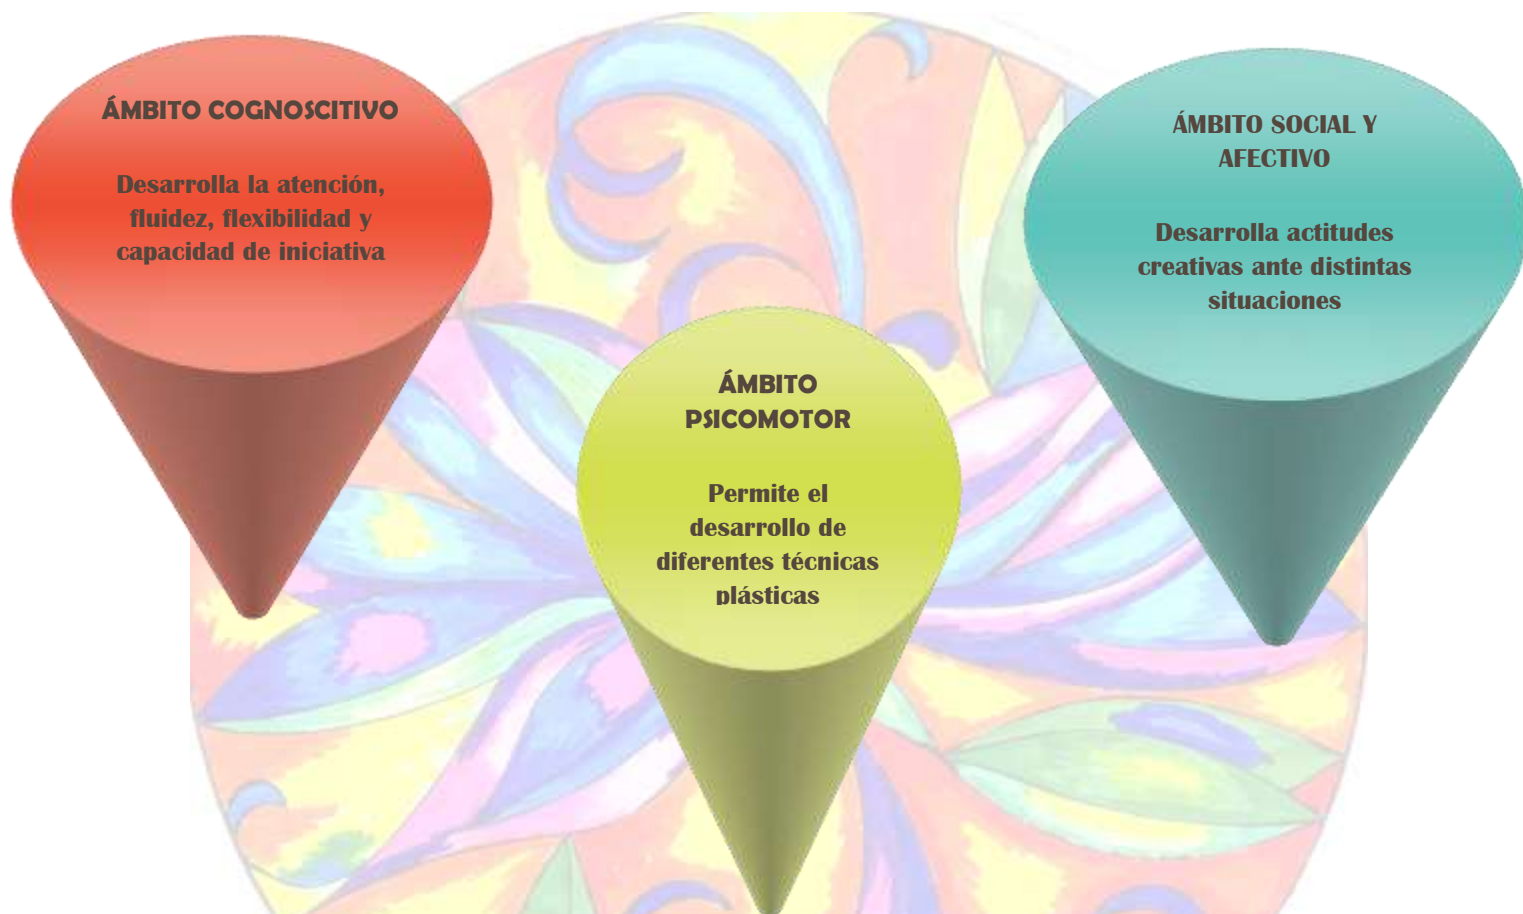 ÁMBITO COGNOSCITIVO
Desarrolla la atención,
fluidez, flexibilidad y
capacidad de iniciativa
ÁMBITO
PSICOMOTOR
Permite el
desarrollo de
diferentes técnicas
plásticas
ÁMBITO SOCIAL Y
AFECTIVO
Desarrolla actitudes
creativas ante distintas
situaciones